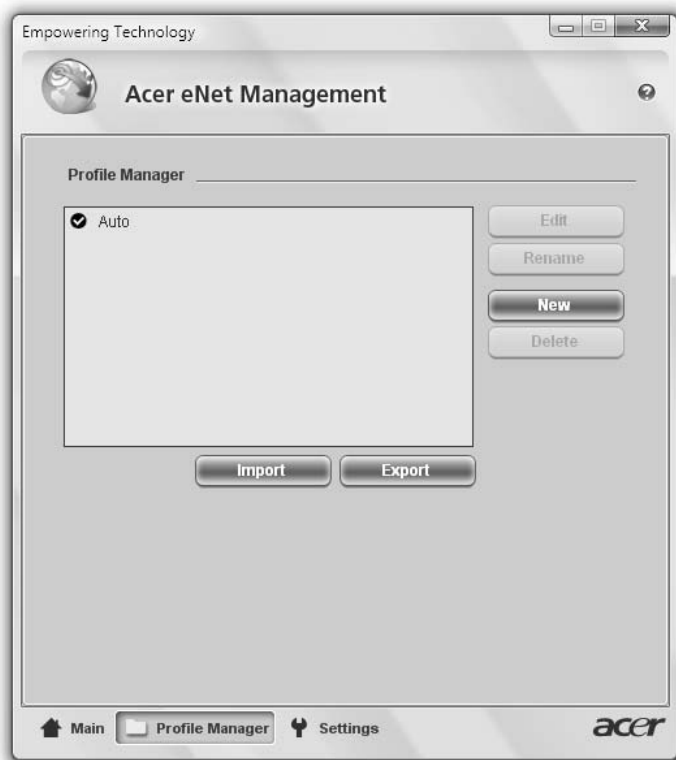 Empowering Technology
Acer eNet Management
Profile Manager
Auto
Edit
Rename
New
Delete
Import Export
Main Profile Manager Settings acer